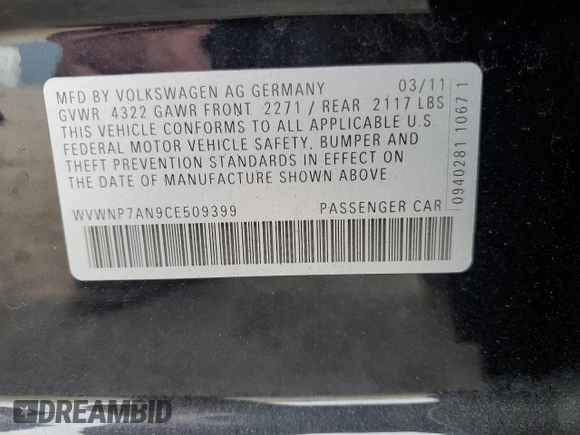 MFD BY VOLKSWAGEN AG GERMANY 03/11
GVWR 4322 GAWR FRONT 2271 / REAR 2117 LBS
THIS VEHICLE CONFORMS TO ALL APPLICABLE U.S.
FEDERAL MOTOR VEHICLE SAFETY, BUMPER AND
THEFT PREVENTION STANDARDS IN EFFECT ON
THE DATE OF MANUFACTURE SHOWN ABOVE
WVWNP7AN9CE509399 PASSENGER CAR
0940281 1067 1
DREAMBID